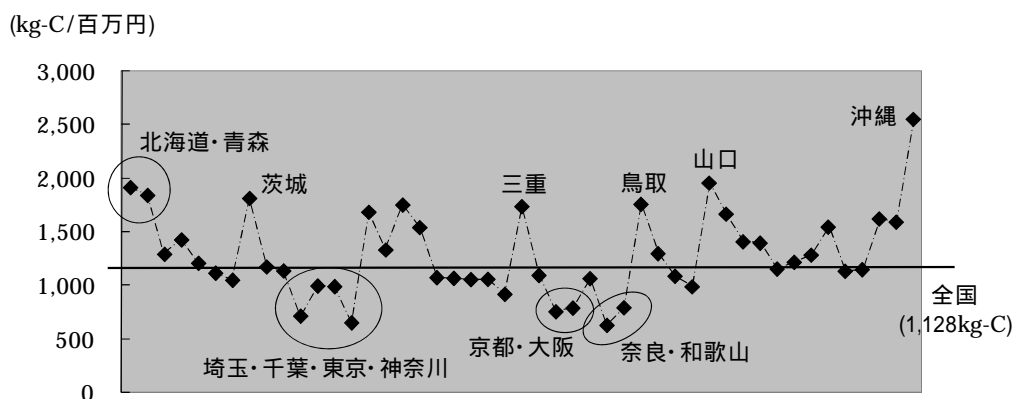 (kg-C/百万円)
3,000
2,500
2,000
1,500
1,000
500
0
北海道・青森
茨城
三重
鳥取
山口
沖縄
埼玉・千葉・東京・神奈川
京都・大阪
奈良・和歌山
全国
(1,128kg-C)